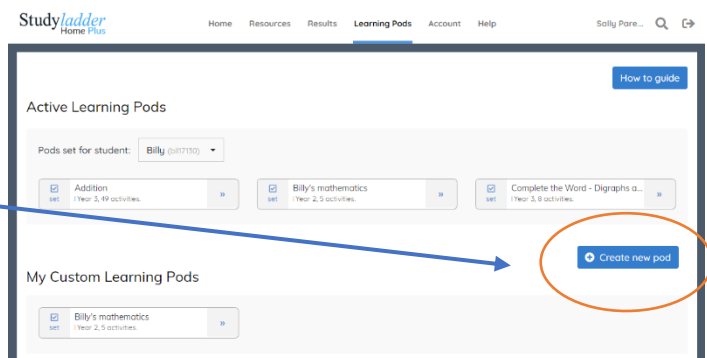 Studyladder
Home Plus
Home Resources Results Learning Pods Account Help Sally Pare...
How to guide
Active Learning Pods
Pods set for student: Billy (bill17130)
set Addition
| Year 3, 49 activities. »
set Billy's mathematics
| Year 2, 5 activities. »
set Complete the Word - Digraphs a...
| Year 3, 8 activities. »
Create new pod
My Custom Learning Pods
set Billy's mathematics
| Year 2, 5 activities. »